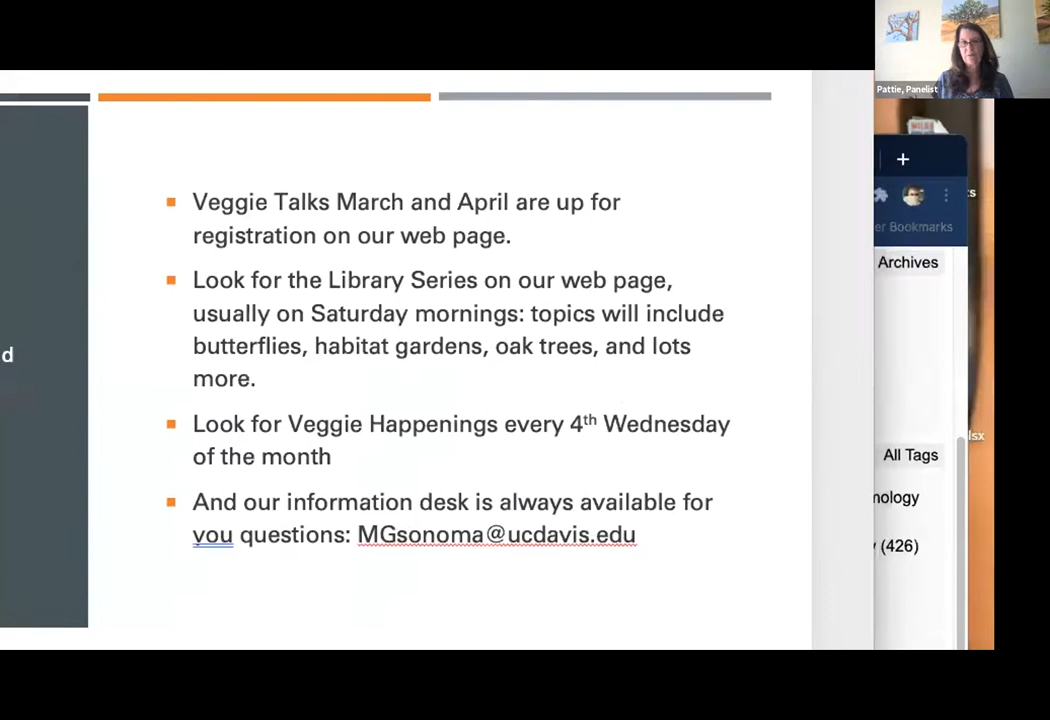 Pattie, Panelist
d
Veggie Talks March and April are up for
registration on our web page.
Look for the Library Series on our web page,
usually on Saturday mornings: topics will include
butterflies, habitat gardens, oak trees, and lots
more.
Look for Veggie Happenings every 4th Wednesday
of the month
And our information desk is always available for
you questions: MGsonoma@ucdavis.edu
er Bookmarks
Archives
lsx
All Tags
nology
(426)